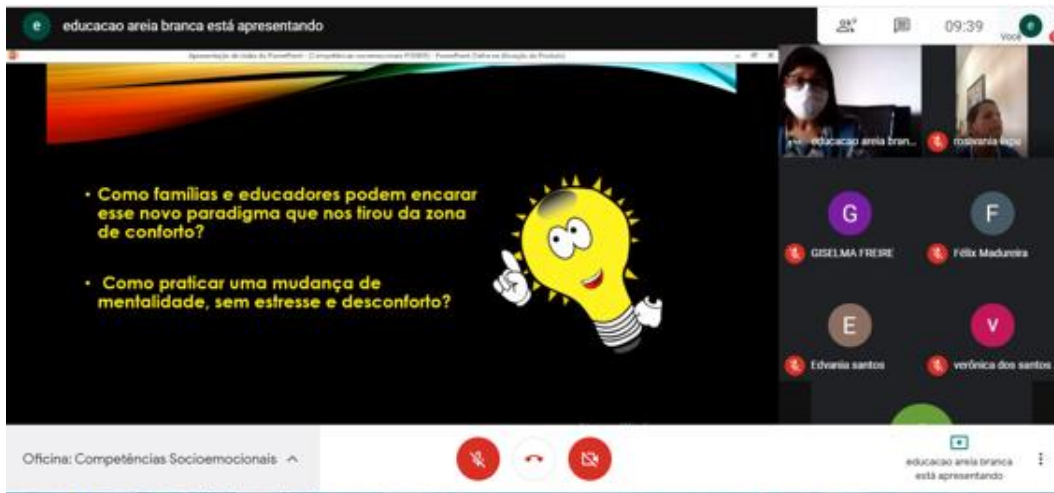 e educacao areia branca está apresentando
09:39
Você
e
• Como famílias e educadores podem encarar
esse novo paradigma que nos tirou da zona
de conforto?
• Como praticar uma mudança de
mentalidade, sem estresse e desconforto?
educacao areia bran...
rosivania
G
GISELMA FREIRE
F
Félix Madureira
E
Edvania santos
v
verônica dos santos
Oficina: Competências Socioemocionais
educacao areia branca
está apresentando